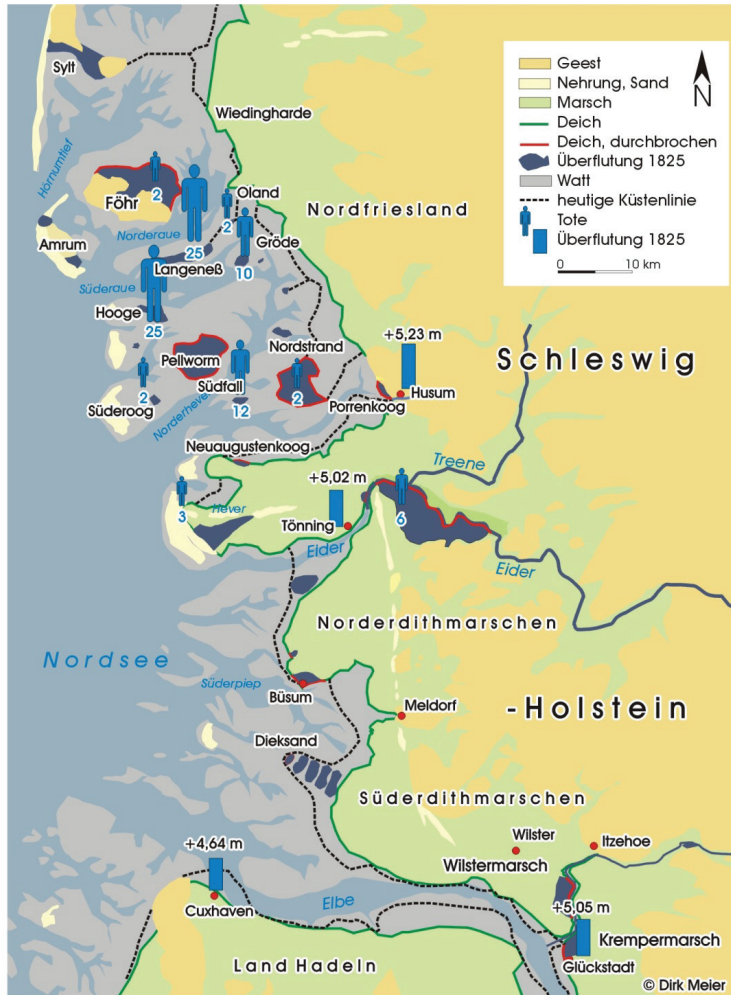 Geest
Nehrung, Sand
Marsch
Deich
Deich, durchbrochen
Überflutung 1825
Watt
heutige Küstenlinie
Tote
Überflutung 1825
0 10 km
N
Sylt
Wiedingharde
Hörnumtief
2
Föhr
Oland
2
Nordfriesland
Amrum
Norderaue
25
Gröde
Langeneß
10
Süderaue
Hooge
25
+5,23 m
Nordstrand
Schleswig
Pellworm
Südfall
2
2
12
Husum
Süderoog
Norderhever
Porrenkoog
Neuaugustenkoog
Treene
+5,02 m
3
Hever
6
Tönning
Eider
Eider
Norderdithmarschen
Nordsee
Süderpiep
Büsum
Meldorf
-Holstein
Dieksand
Süderdithmarschen
Wilster
Itzehoe
+4,64 m
Wilstermarsch
Elbe
+5,05 m
Cuxhaven
Krempermarsch
Land Hadeln
Glückstadt
© Dirk Meier